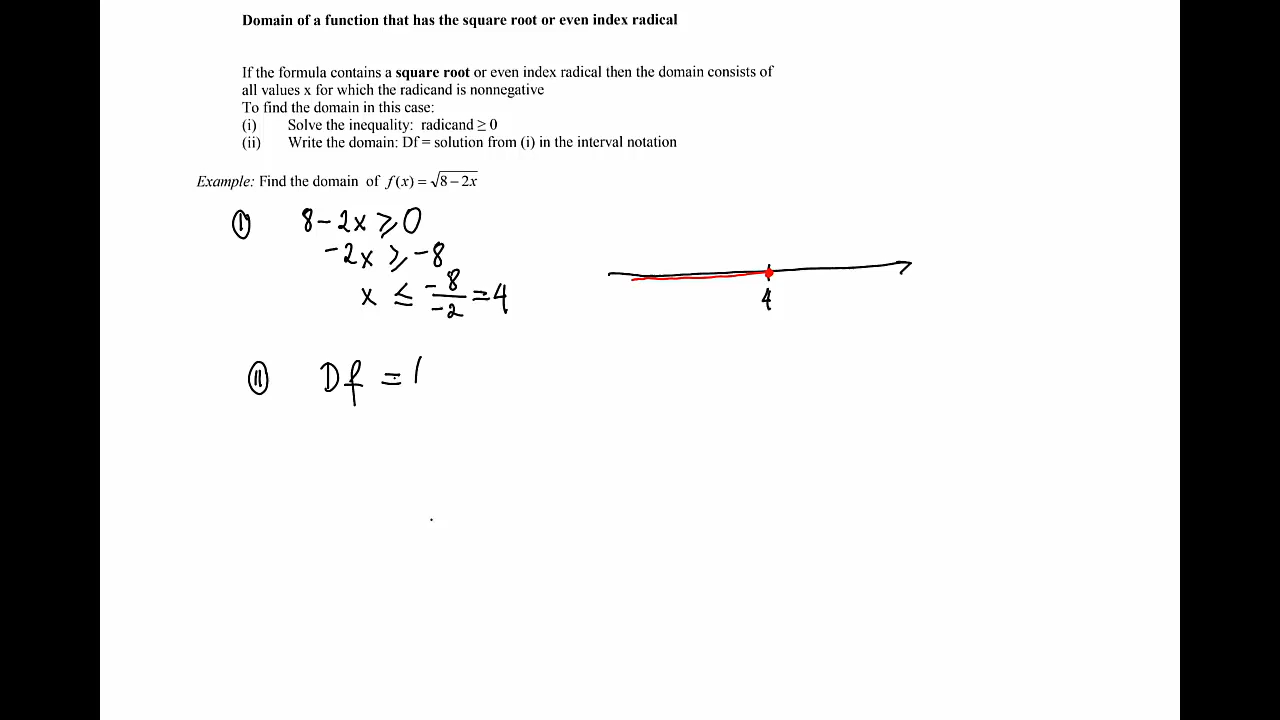 Domain of a function that has the square root or even index radical
If the formula contains a square root or even index radical then the domain consists of
all values x for which the radicand is nonnegative
To find the domain in this case:
(i) Solve the inequality: radicand ≥ 0
(ii) Write the domain: Df = solution from (i) in the interval notation
Example: Find the domain of f(x) = √(8 − 2x)
(I) 8 - 2x ≥ 0
-2x ≥ -8
x ≤ -8/-2 = 4
4
(II) Df = (